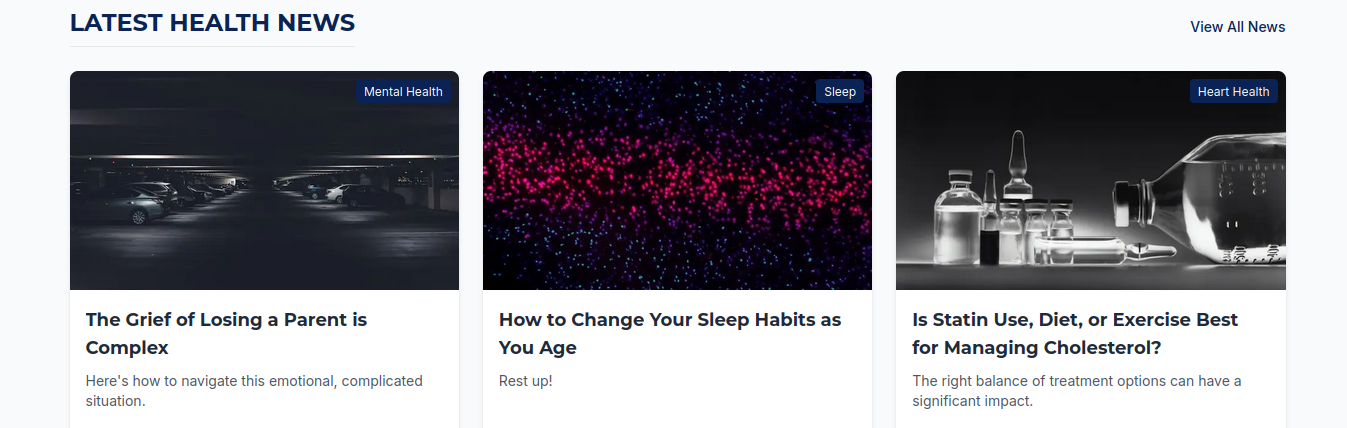 LATEST HEALTH NEWS
View All News
Mental Health
Sleep
Heart Health
The Grief of Losing a Parent is
Complex
Here's how to navigate this emotional, complicated
situation.
How to Change Your Sleep Habits as
You Age
Rest up!
Is Statin Use, Diet, or Exercise Best
for Managing Cholesterol?
The right balance of treatment options can have a
significant impact.